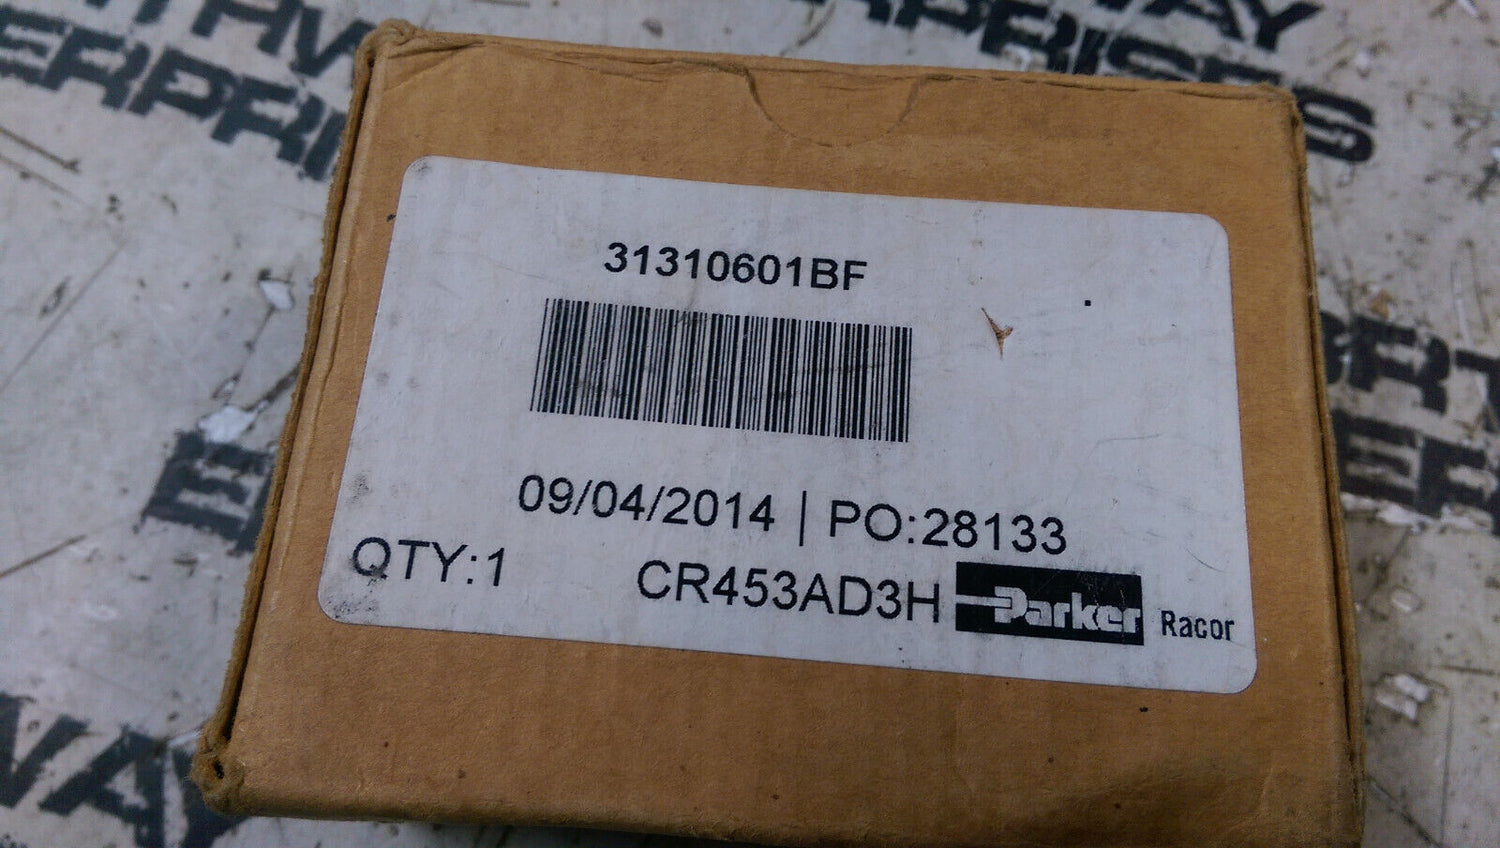 31310601BF
09/04/2014 | PO:28133
QTY:1 CR453AD3H Parker Racor